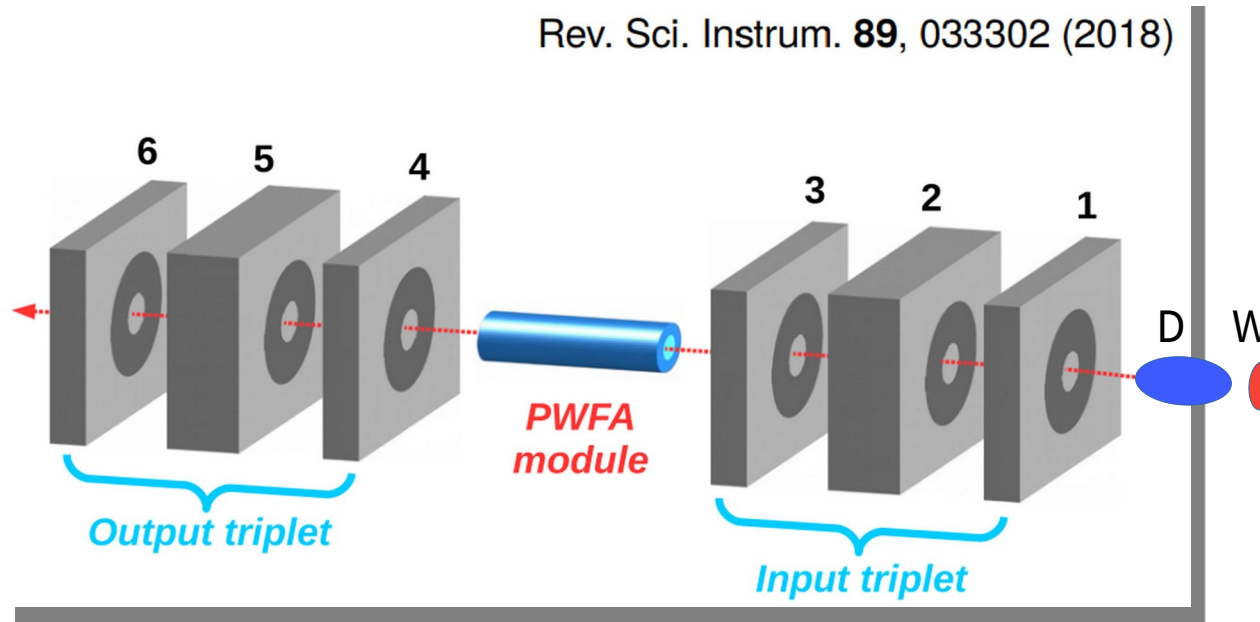 Rev. Sci. Instrum. 89, 033302 (2018)
6
5
4
3
2
1
D
W
PWFA
module
Output triplet
Input triplet